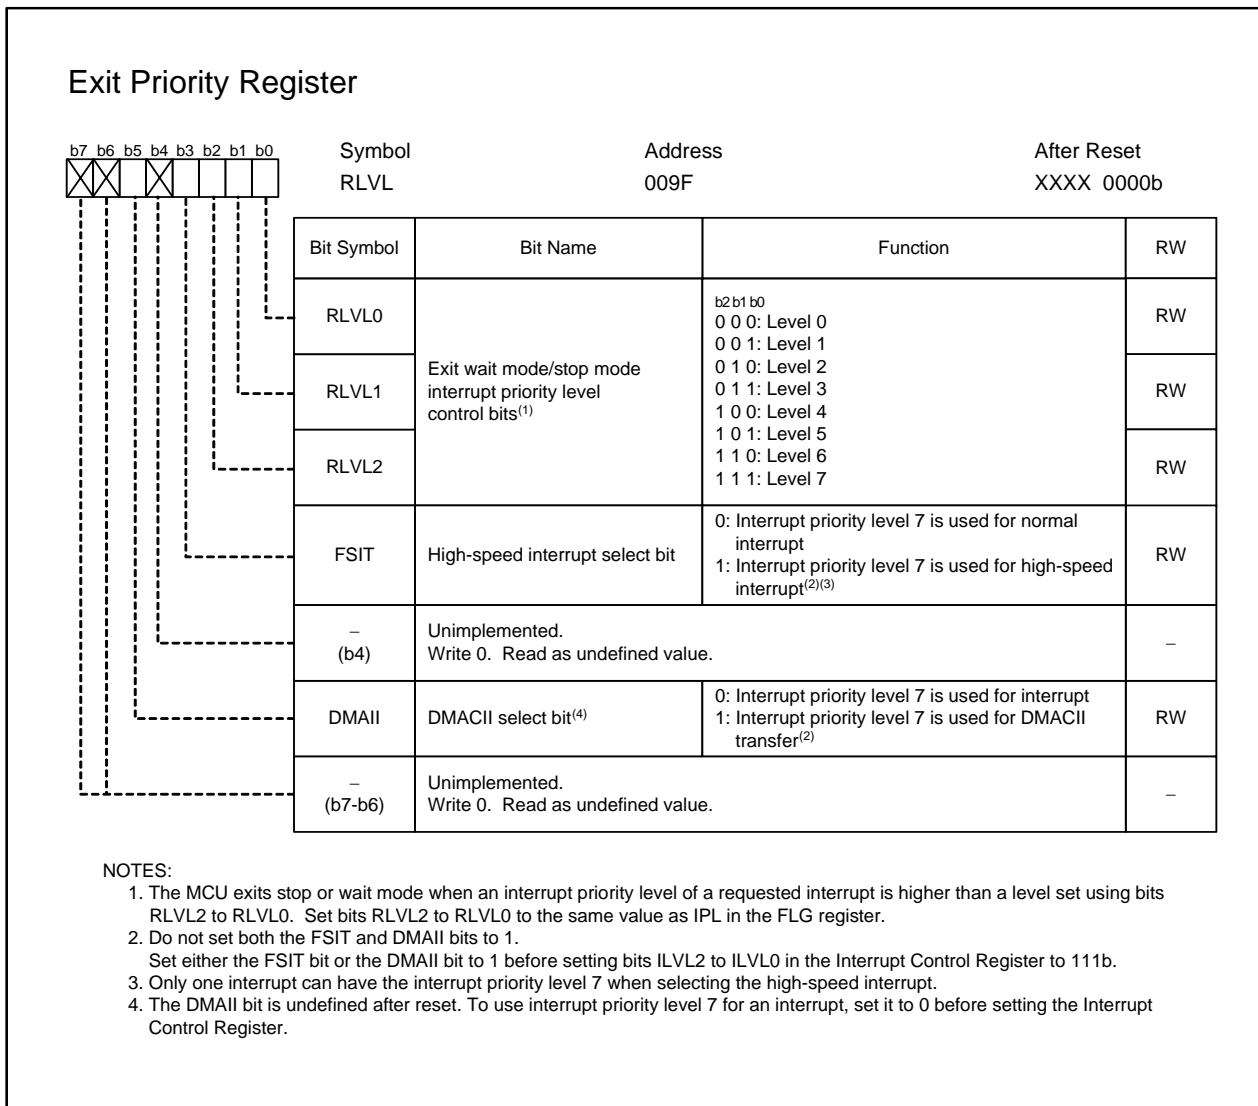 Exit Priority Register
b7 b6 b5 b4 b3 b2 b1 b0
Symbol Address After Reset
RLVL 009F XXXX 0000b
Bit Symbol Bit Name Function RW
RLVL0
RLVL1
RLVL2
Exit wait mode/stop mode
interrupt priority level
control bits(1)
b2 b1 b0
0 0 0: Level 0
0 0 1: Level 1
0 1 0: Level 2
0 1 1: Level 3
1 0 0: Level 4
1 0 1: Level 5
1 1 0: Level 6
1 1 1: Level 7
RW
RW
RW
FSIT
High-speed interrupt select bit
0: Interrupt priority level 7 is used for normal
interrupt
1: Interrupt priority level 7 is used for high-speed
interrupt(2)(3)
RW
–
(b4)
Unimplemented.
Write 0. Read as undefined value.
–
DMAII
DMACII select bit(4)
0: Interrupt priority level 7 is used for interrupt
1: Interrupt priority level 7 is used for DMACII
transfer(2)
RW
–
(b7-b6)
Unimplemented.
Write 0. Read as undefined value.
–
NOTES:
1. The MCU exits stop or wait mode when an interrupt priority level of a requested interrupt is higher than a level set using bits
RLVL2 to RLVL0. Set bits RLVL2 to RLVL0 to the same value as IPL in the FLG register.
2. Do not set both the FSIT and DMAII bits to 1.
Set either the FSIT bit or the DMAII bit to 1 before setting bits ILVL2 to ILVL0 in the Interrupt Control Register to 111b.
3. Only one interrupt can have the interrupt priority level 7 when selecting the high-speed interrupt.
4. The DMAII bit is undefined after reset. To use interrupt priority level 7 for an interrupt, set it to 0 before setting the Interrupt
Control Register.